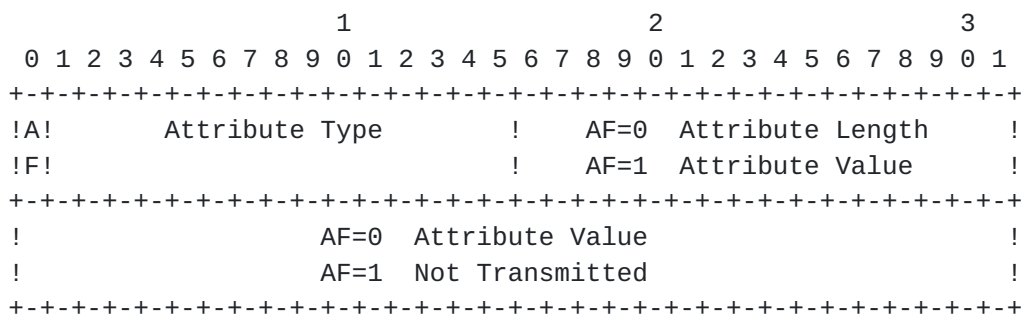 1                   2                   3
 0 1 2 3 4 5 6 7 8 9 0 1 2 3 4 5 6 7 8 9 0 1 2 3 4 5 6 7 8 9 0 1
+-+-+-+-+-+-+-+-+-+-+-+-+-+-+-+-+-+-+-+-+-+-+-+-+-+-+-+-+-+-+-+-+
!A!       Attribute Type        !    AF=0  Attribute Length     !
!F!                             !    AF=1  Attribute Value      !
+-+-+-+-+-+-+-+-+-+-+-+-+-+-+-+-+-+-+-+-+-+-+-+-+-+-+-+-+-+-+-+-+
!                   AF=0  Attribute Value                       !
!                   AF=1  Not Transmitted                       !
+-+-+-+-+-+-+-+-+-+-+-+-+-+-+-+-+-+-+-+-+-+-+-+-+-+-+-+-+-+-+-+-+